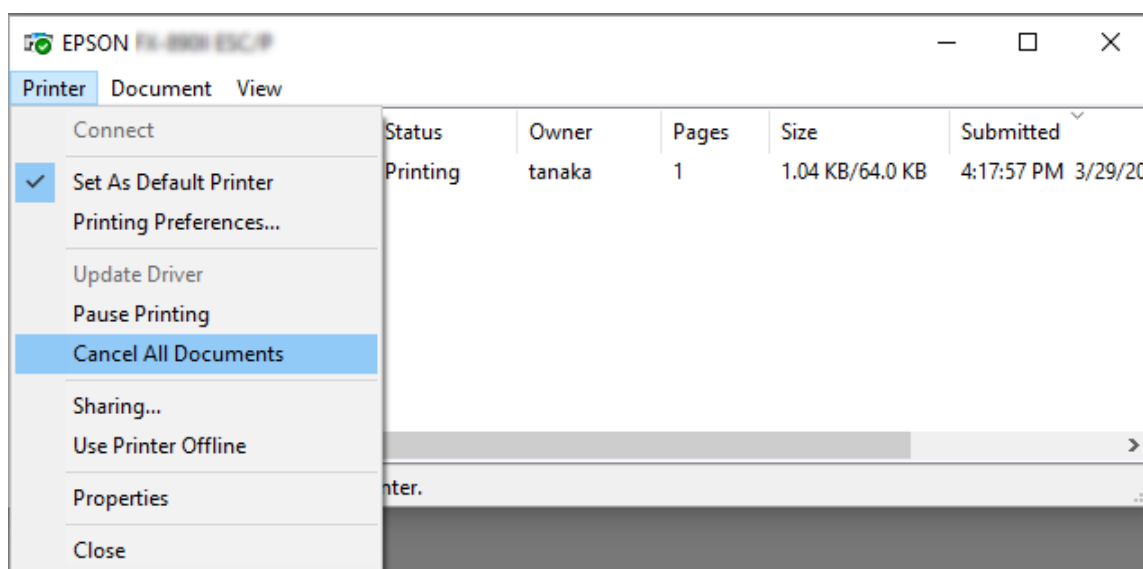 EPSON
Printer Document View
Connect
Status Owner Pages Size Submitted
Set As Default Printer
Printing tanaka 1 1.04 KB/64.0 KB 4:17:57 PM 3/29/20
Printing Preferences...
Update Driver
Pause Printing
Cancel All Documents
Sharing...
Use Printer Offline
Properties
nter.
Close